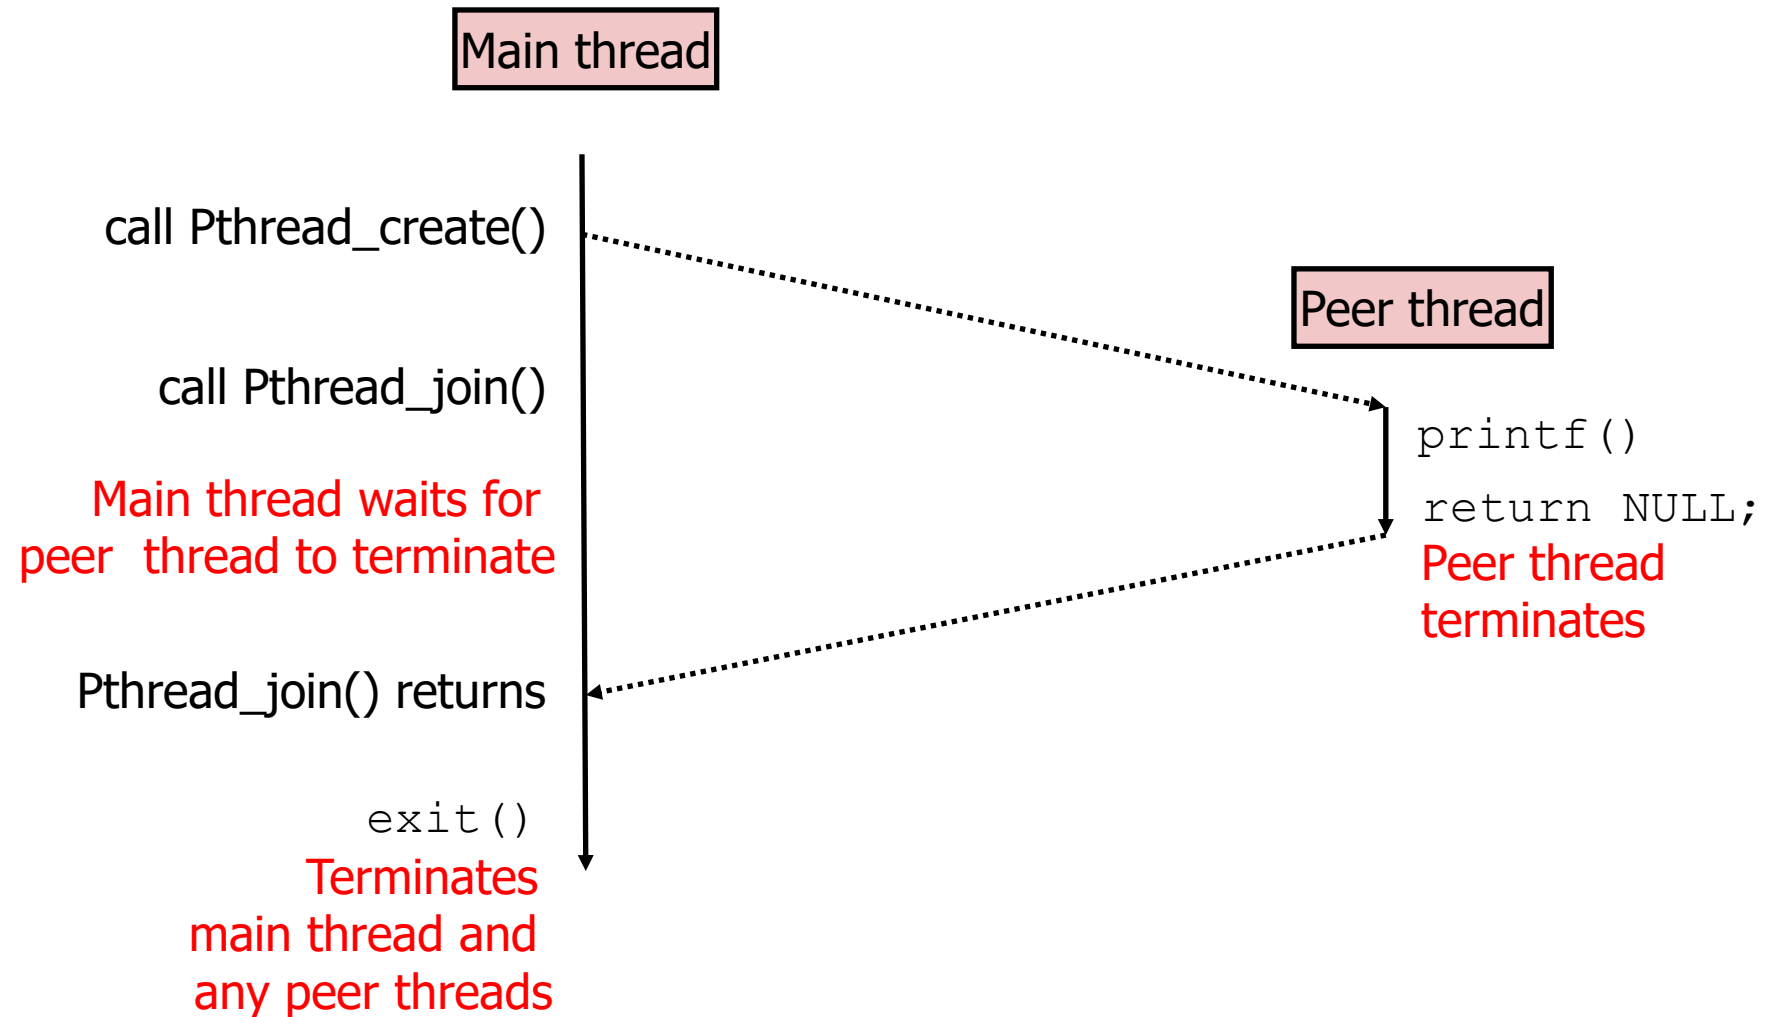 Main thread
call Pthread_create()
Peer thread
call Pthread_join()
printf()
Main thread waits for
peer  thread to terminate
return NULL;
Peer thread
terminates
Pthread_join() returns
exit()
Terminates
main thread and
any peer threads